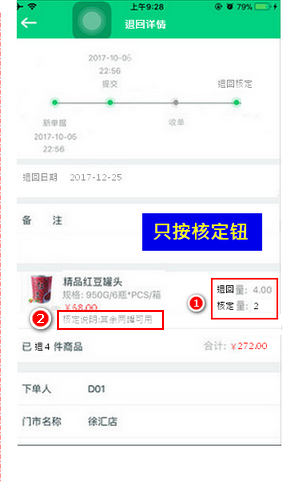 上午9:28
79%
退回详情
2017-10-06
22:56
提交
退回核定
新单据
收单
2017-10-06
22:56
退回日期 2017-12-25
备 注
只按核定钮
精品红豆罐头
规格: 950G/6瓶*PCS/箱
¥68.00
退回量: 4.00
核定量: 2
1
2
核定说明:其余两罐可用
已退4 件商品 合计: ¥272.00
下单人 D01
门市名称 徐汇店